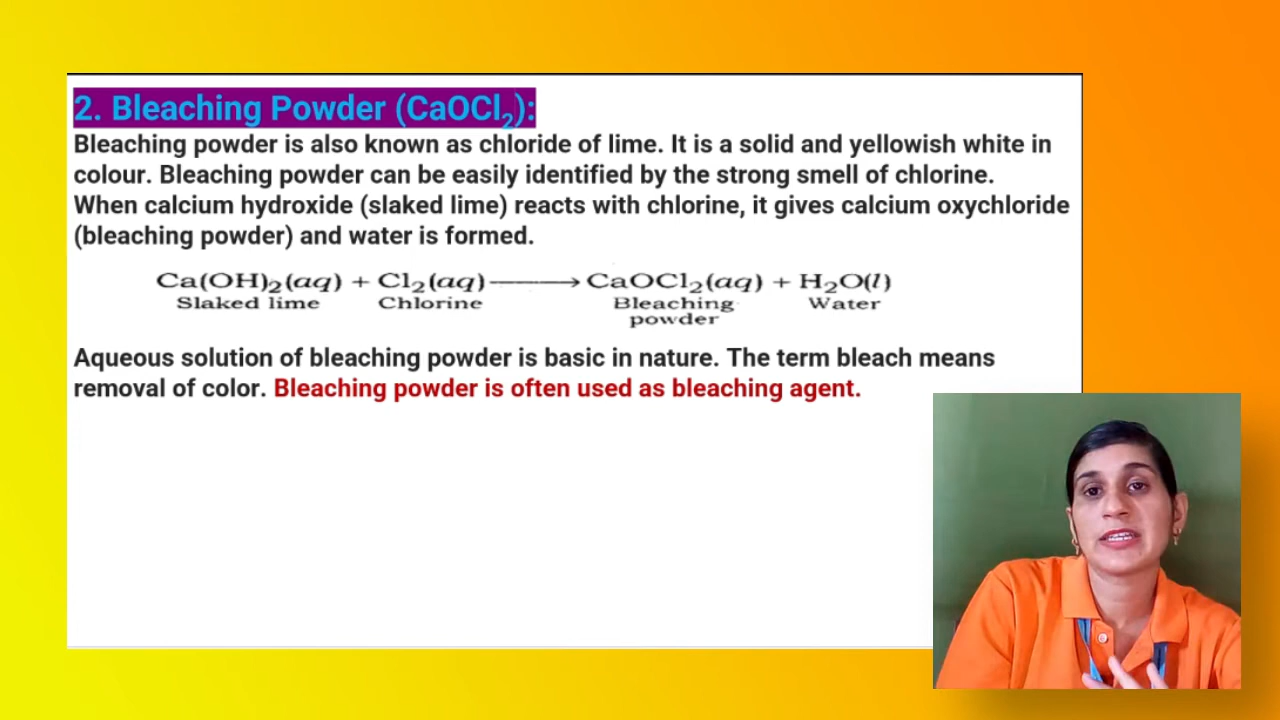 2. Bleaching Powder (CaOCl₂):
Bleaching powder is also known as chloride of lime. It is a solid and yellowish white in
colour. Bleaching powder can be easily identified by the strong smell of chlorine.
When calcium hydroxide (slaked lime) reacts with chlorine, it gives calcium oxychloride
(bleaching powder) and water is formed.
Ca(OH)₂(aq) + Cl₂(aq) ⟶ CaOCl₂(aq) + H₂O(l)
Slaked lime Chlorine Bleaching Water
powder
Aqueous solution of bleaching powder is basic in nature. The term bleach means
removal of color. Bleaching powder is often used as bleaching agent.